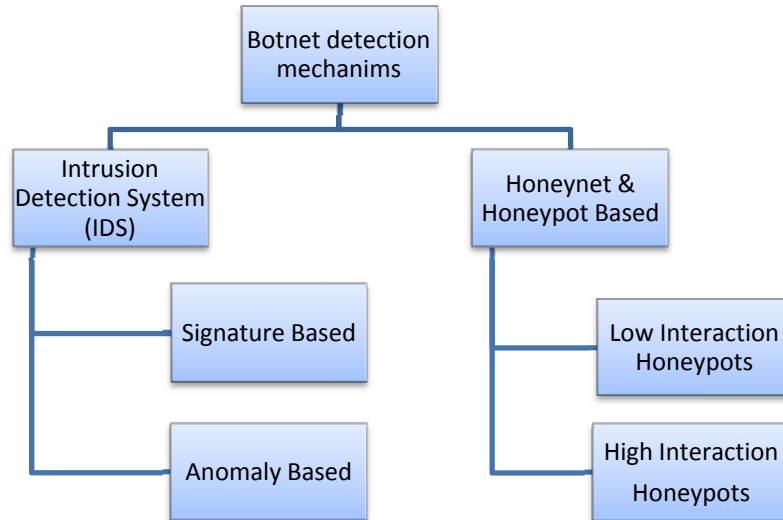 Botnet detection
mechanims
Intrusion
Detection System
(IDS)
Honeynet &
Honeypot Based
Signature Based
Low Interaction
Honeypots
Anomaly Based
High Interaction
Honeypots